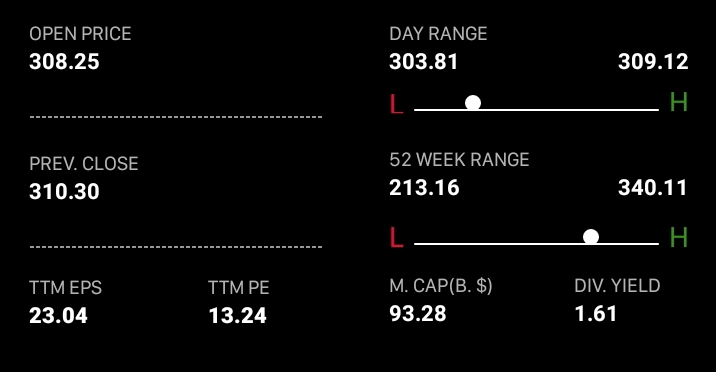 OPEN PRICE
308.25
DAY RANGE
303.81 309.12
L H
PREV. CLOSE
310.30
52 WEEK RANGE
213.16 340.11
L H
TTM EPS TTM PE
23.04 13.24
M. CAP(B. $) DIV. YIELD
93.28 1.61